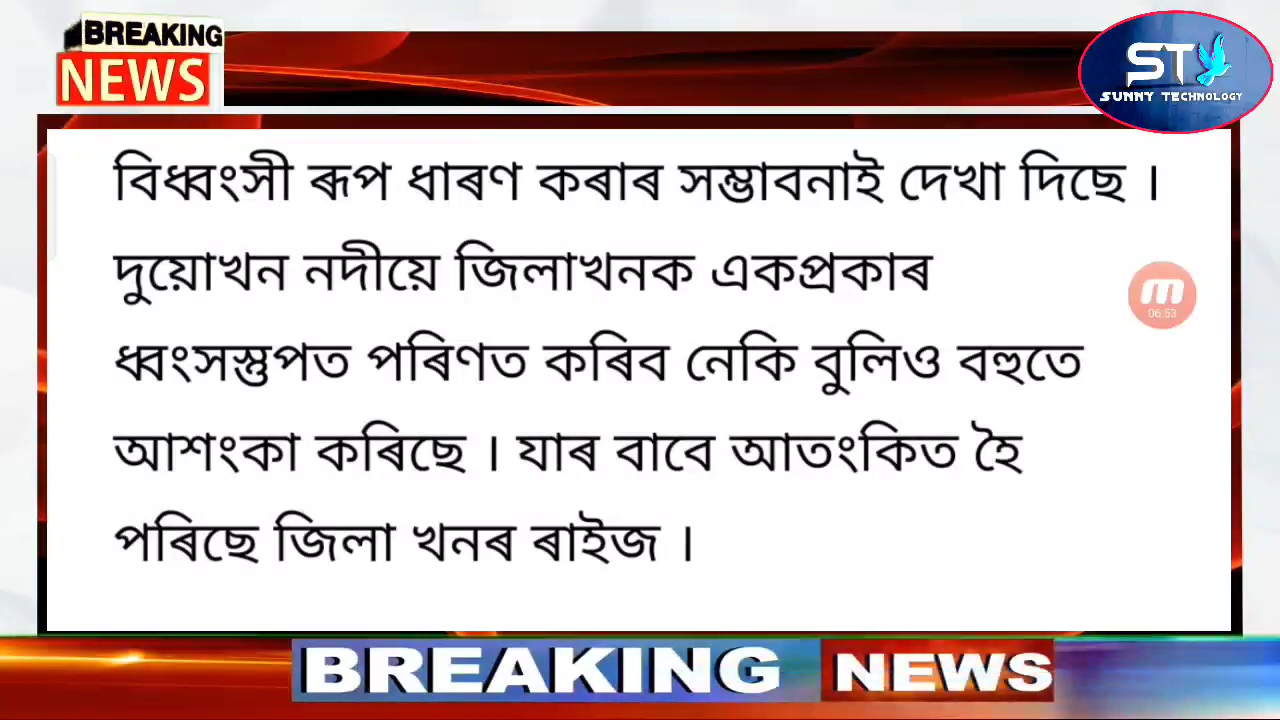 BREAKING
NEWS
ST
SUNNY TECHNOLOGY
বিধ্বংসী ৰূপ ধাৰণ কৰাৰ সম্ভাবনাই দেখা দিছে ।
দুয়োখন নদীয়ে জিলাখনক একপ্ৰকাৰ
06:53
ধ্বংসস্তুপত পৰিণত কৰিব নেকি বুলিও বহুতে
আশংকা কৰিছে । যাৰ বাবে আতংকিত হৈ
পৰিছে জিলা খনৰ ৰাইজ ।
BREAKING NEWS